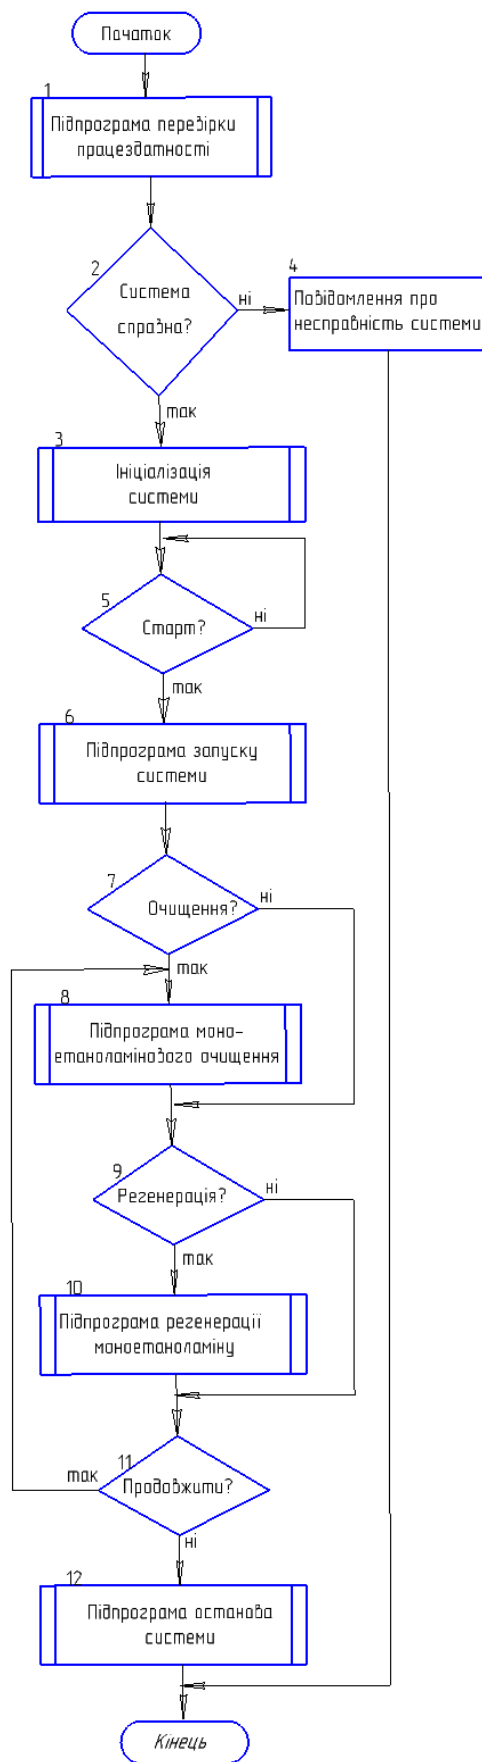 Початок
1
Підпрограма перевірки
працездатності
2
Система
справна?
ні
4
Повідомлення про
несправність системи
так
3
Ініціалізація
системи
5
Старт?
ні
так
6
Підпрограма запуску
системи
7
Очищення?
ні
так
8
Підпрограма моно-
етаноламінового очищення
9
Регенерація?
ні
так
10
Підпрограма регенерації
моноетаноламіну
11
так
Продовжити?
ні
12
Підпрограма останова
системи
Кінець